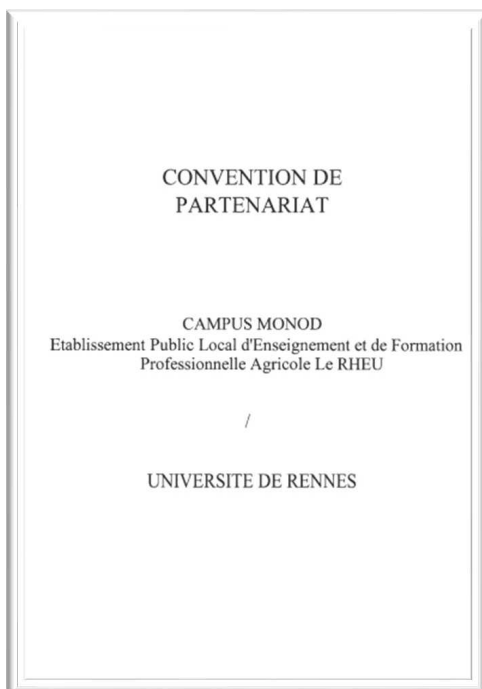 CONVENTION DE
PARTENARIAT
CAMPUS MONOD
Etablissement Public Local d'Enseignement et de Formation
Professionnelle Agricole Le RHEU
/
UNIVERSITE DE RENNES